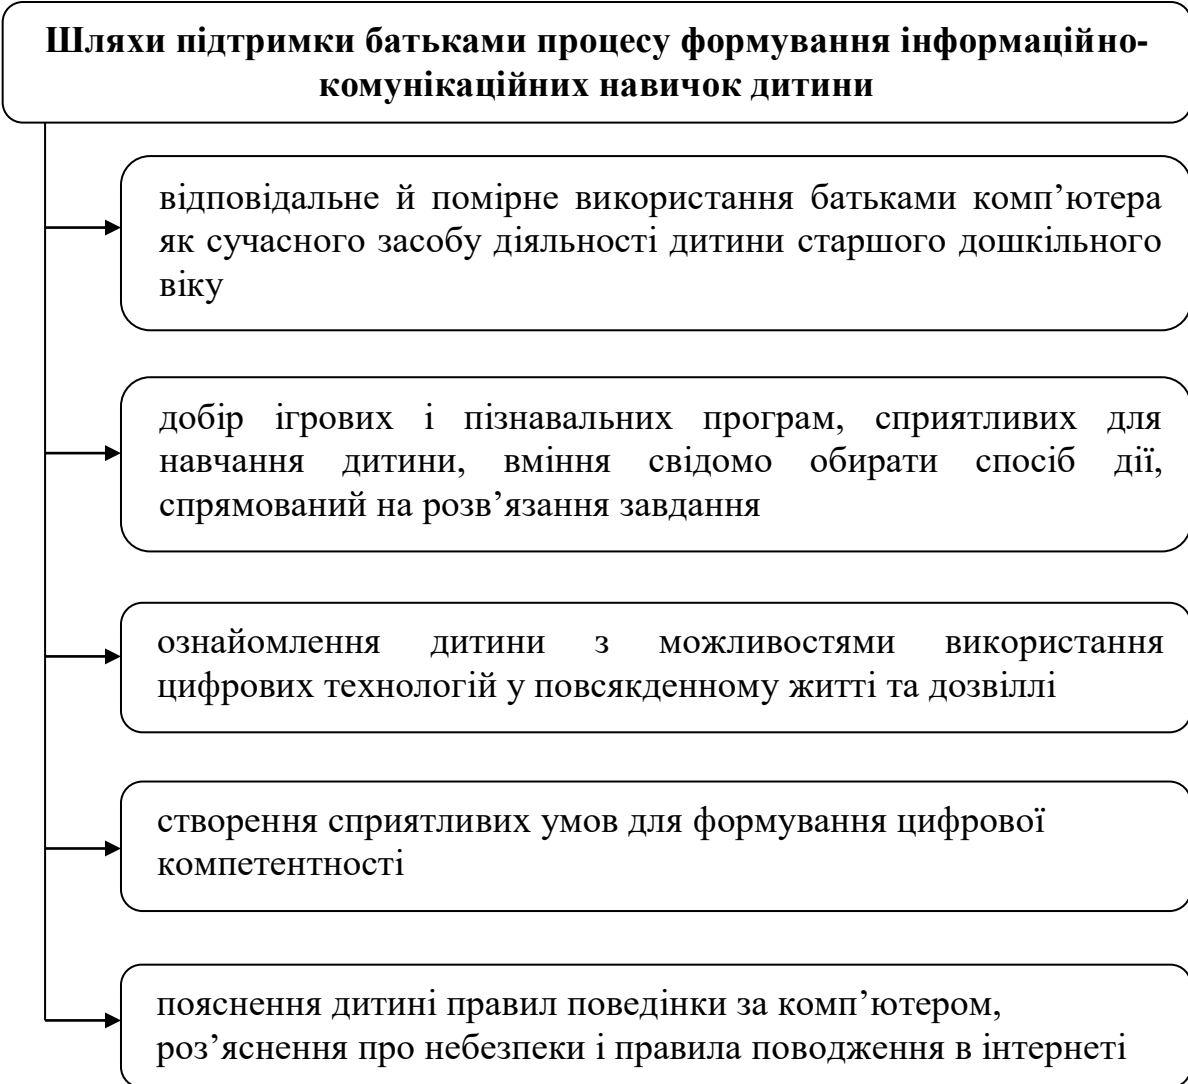 Шляхи підтримки батьками процесу формування інформаційно-
комунікаційних навичок дитини
відповідальне й помірне використання батьками комп’ютера
як сучасного засобу діяльності дитини старшого дошкільного
віку
добір ігрових і пізнавальних програм, сприятливих для
навчання дитини, вміння свідомо обирати спосіб дії,
спрямований на розв’язання завдання
ознайомлення дитини з можливостями використання
цифрових технологій у повсякденному житті та дозвіллі
створення сприятливих умов для формування цифрової
компетентності
пояснення дитині правил поведінки за комп’ютером,
роз’яснення про небезпеки і правила поводження в інтернеті